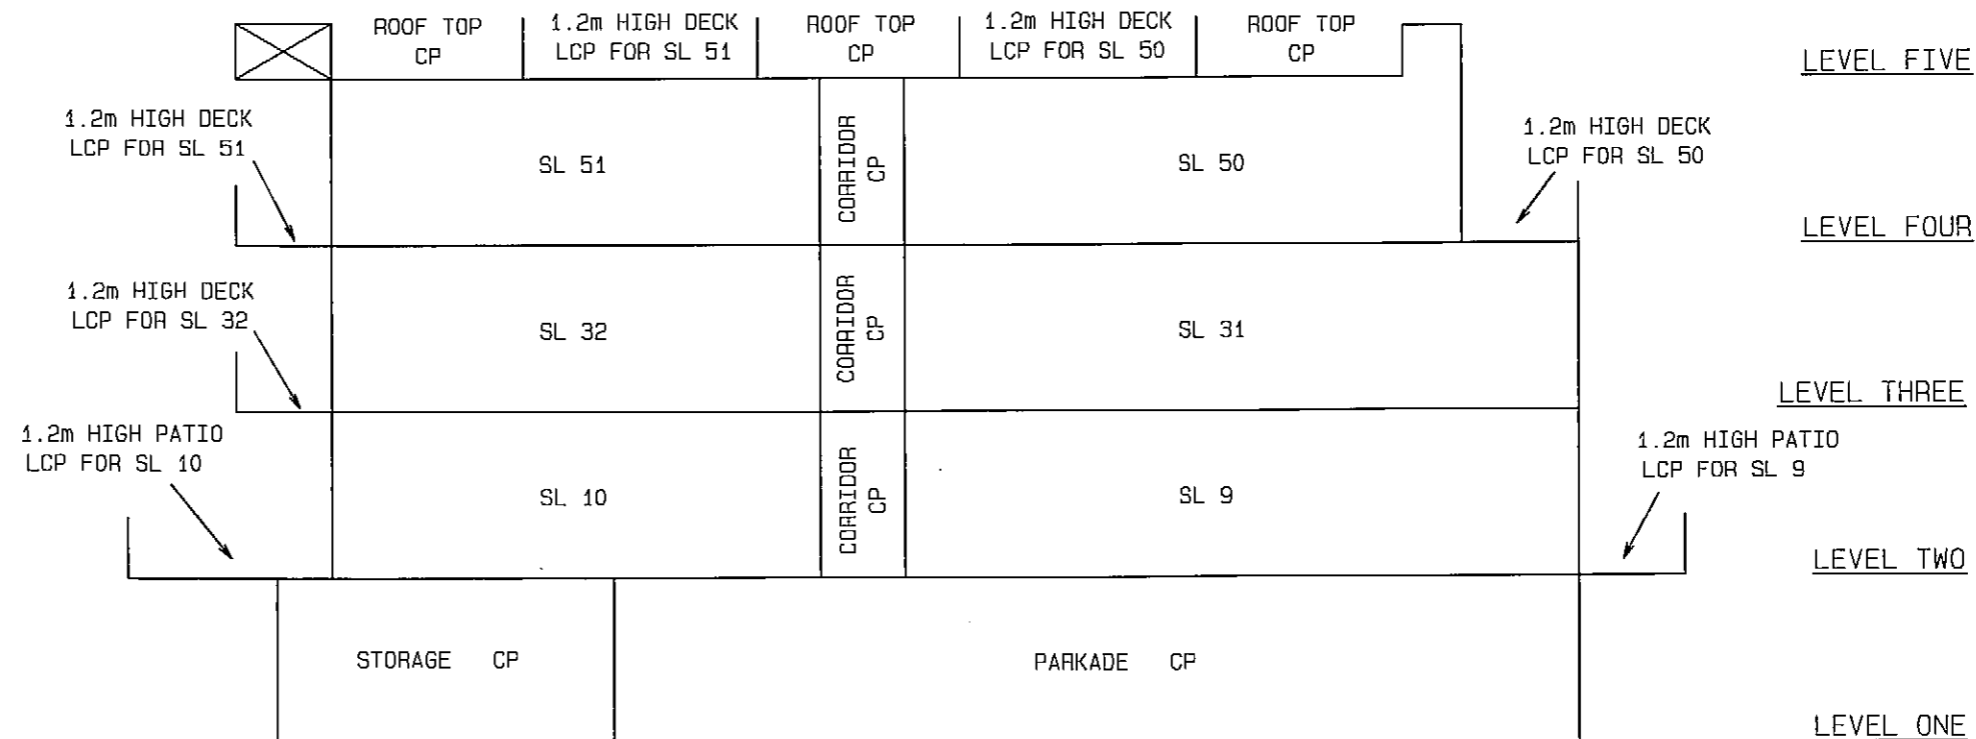 ROOF TOP
CP
1.2m HIGH DECK
LCP FOR SL 51
ROOF TOP
CP
1.2m HIGH DECK
LCP FOR SL 50
ROOF TOP
CP
LEVEL FIVE
1.2m HIGH DECK
LCP FOR SL 51
SL 51
CORRIDOR
CP
SL 50
1.2m HIGH DECK
LCP FOR SL 50
LEVEL FOUR
1.2m HIGH DECK
LCP FOR SL 32
SL 32
CORRIDOR
CP
SL 31
LEVEL THREE
1.2m HIGH PATIO
LCP FOR SL 10
SL 10
CORRIDOR
CP
SL 9
1.2m HIGH PATIO
LCP FOR SL 9
LEVEL TWO
STORAGE CP
PARKADE CP
LEVEL ONE